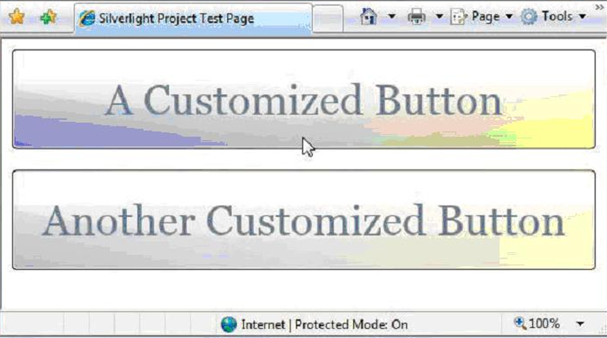 Silverlight Project Test Page
Page
Tools
A Customized Button
Another Customized Button
Internet | Protected Mode: On
100%